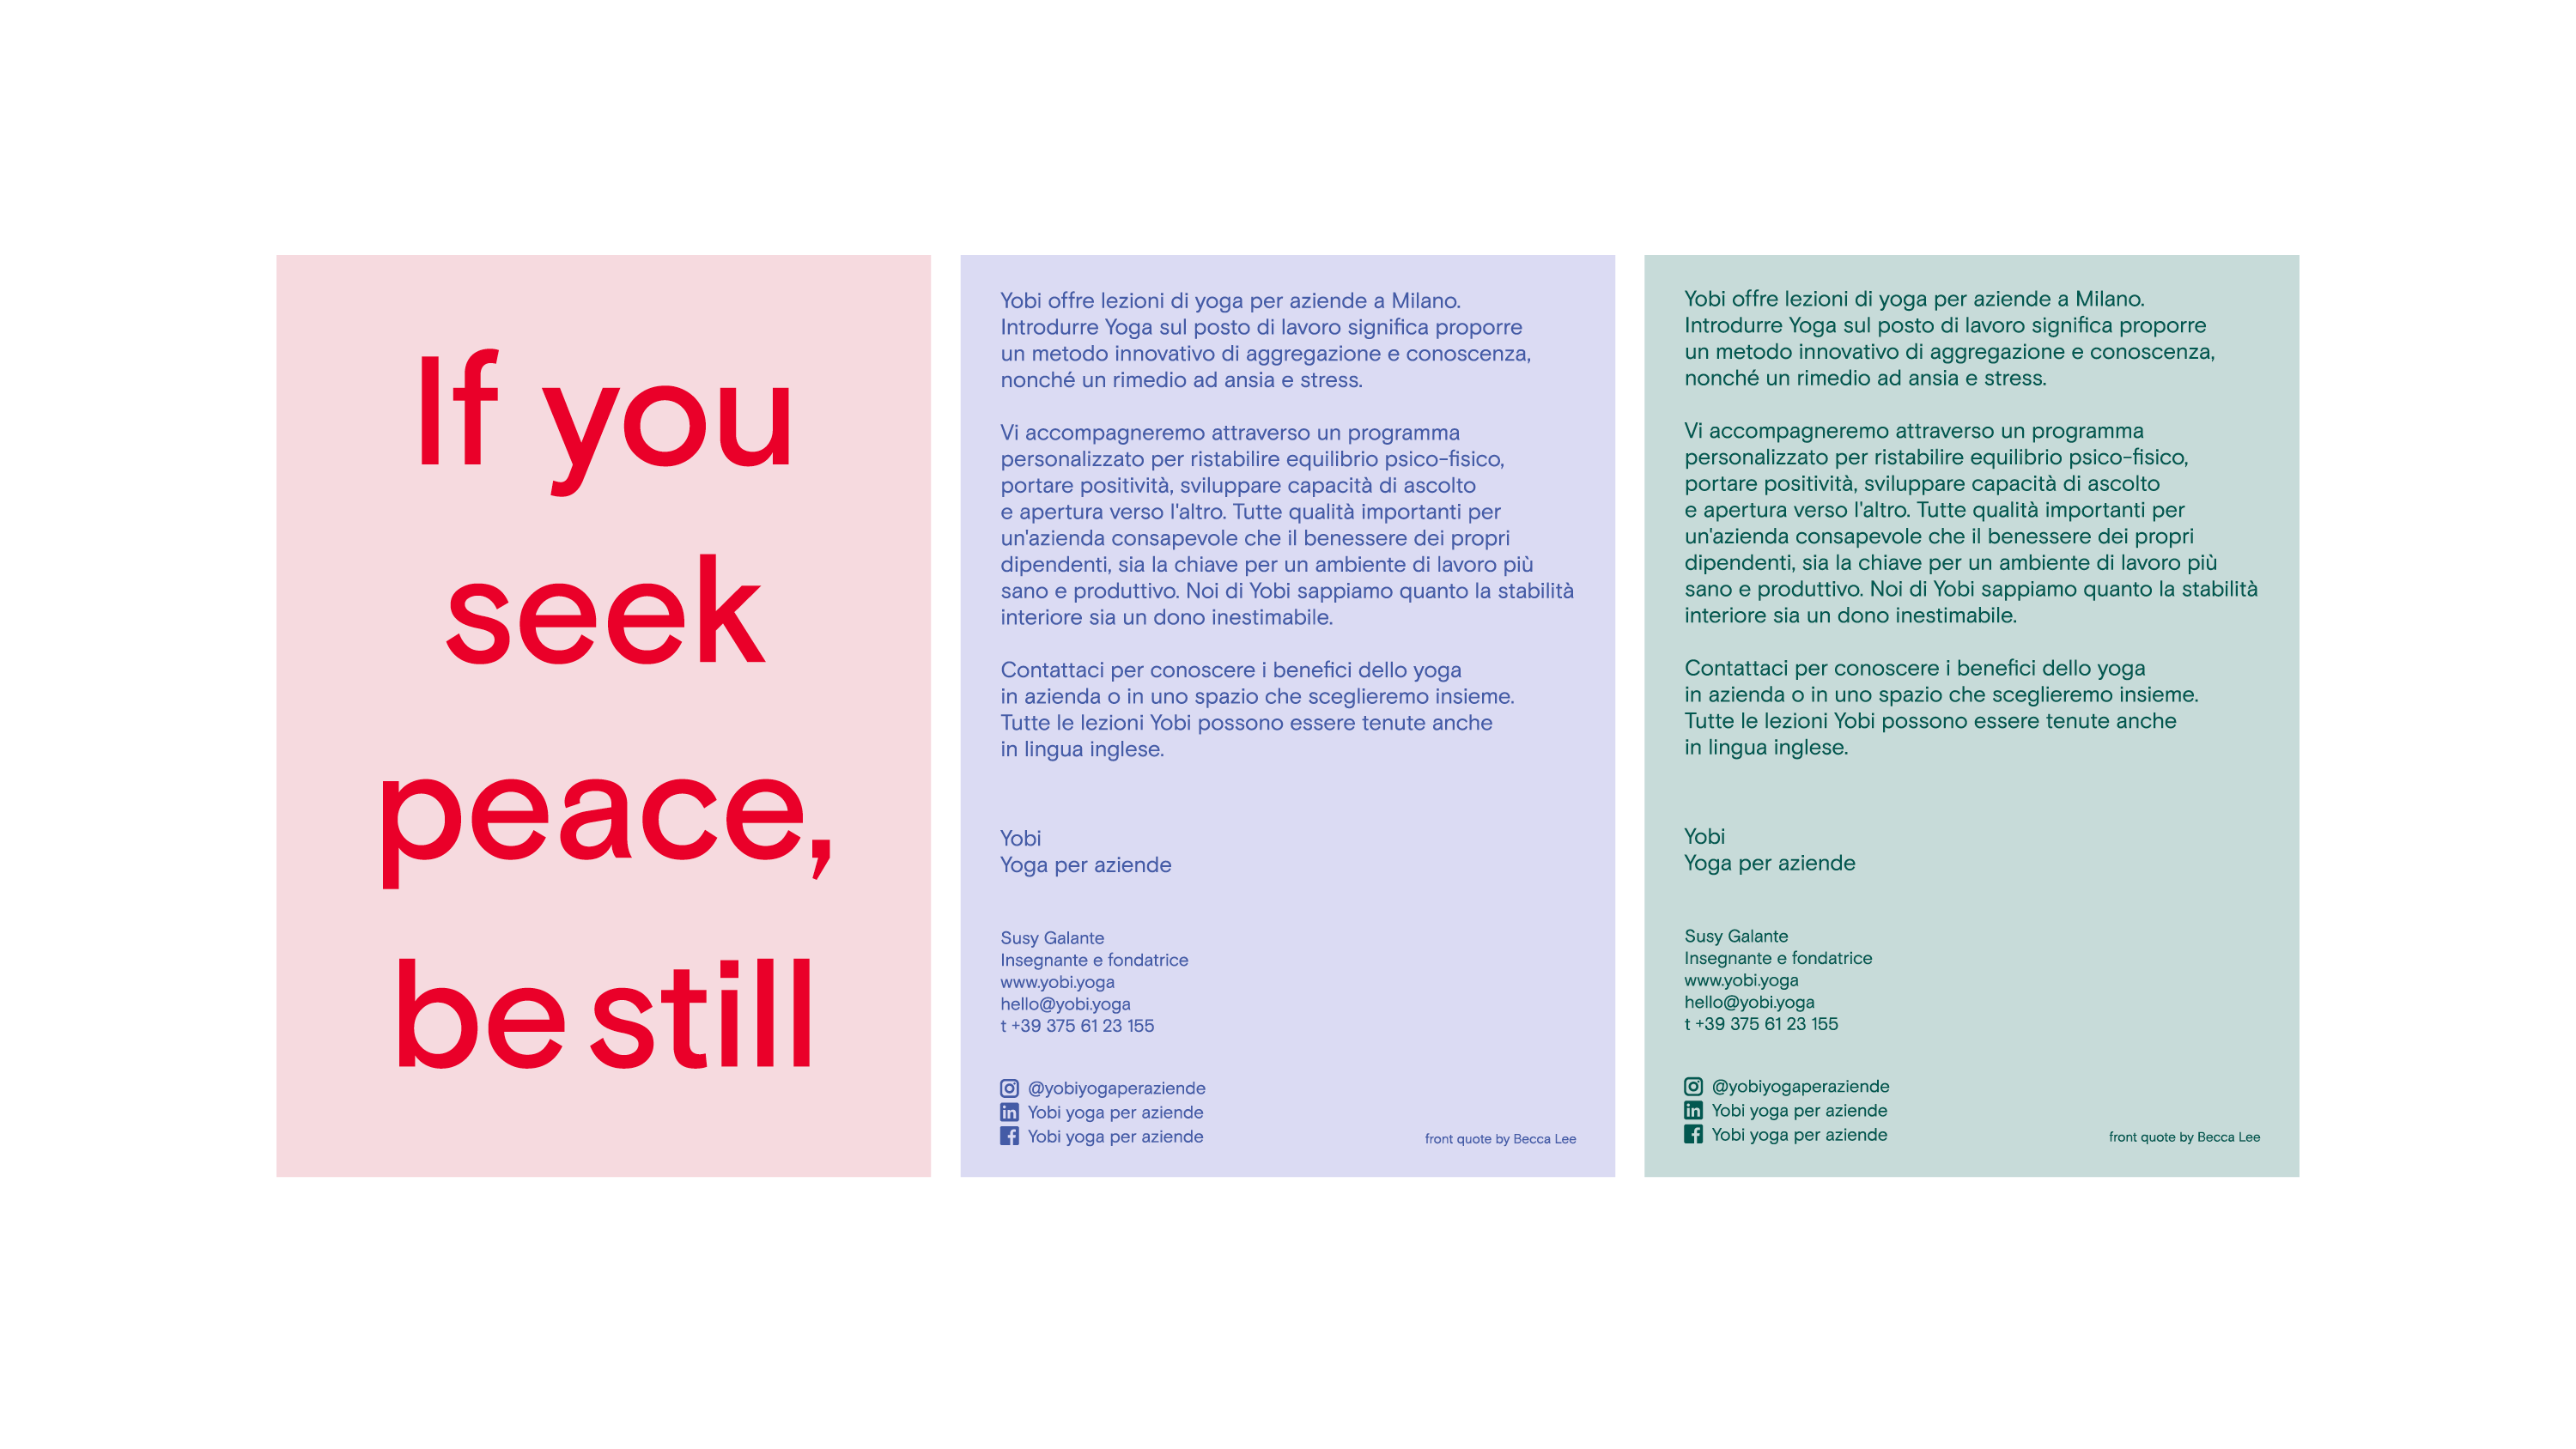 If you
seek
peace,
be still
Yobi offre lezioni di yoga per aziende a Milano.
Introdurre Yoga sul posto di lavoro significa proporre
un metodo innovativo di aggregazione e conoscenza,
nonché un rimedio ad ansia e stress.
Vi accompagneremo attraverso un programma
personalizzato per ristabilire equilibrio psico-fisico,
portare positività, sviluppare capacità di ascolto
e apertura verso l'altro. Tutte qualità importanti per
un'azienda consapevole che il benessere dei propri
dipendenti, sia la chiave per un ambiente di lavoro più
sano e produttivo. Noi di Yobi sappiamo quanto la stabilità
interiore sia un dono inestimabile.
Contattaci per conoscere i benefici dello yoga
in azienda o in uno spazio che sceglieremo insieme.
Tutte le lezioni Yobi possono essere tenute anche
in lingua inglese.
Yobi
Yoga per aziende
Susy Galante
Insegnante e fondatrice
www.yobi.yoga
hello@yobi.yoga
t +39 375 61 23 155
@yobiyogaperaziende
Yobi yoga per aziende
Yobi yoga per aziende
front quote by Becca Lee
Yobi offre lezioni di yoga per aziende a Milano.
Introdurre Yoga sul posto di lavoro significa proporre
un metodo innovativo di aggregazione e conoscenza,
nonché un rimedio ad ansia e stress.
Vi accompagneremo attraverso un programma
personalizzato per ristabilire equilibrio psico-fisico,
portare positività, sviluppare capacità di ascolto
e apertura verso l'altro. Tutte qualità importanti per
un'azienda consapevole che il benessere dei propri
dipendenti, sia la chiave per un ambiente di lavoro più
sano e produttivo. Noi di Yobi sappiamo quanto la stabilità
interiore sia un dono inestimabile.
Contattaci per conoscere i benefici dello yoga
in azienda o in uno spazio che sceglieremo insieme.
Tutte le lezioni Yobi possono essere tenute anche
in lingua inglese.
Yobi
Yoga per aziende
Susy Galante
Insegnante e fondatrice
www.yobi.yoga
hello@yobi.yoga
t +39 375 61 23 155
@yobiyogaperaziende
Yobi yoga per aziende
Yobi yoga per aziende
front quote by Becca Lee